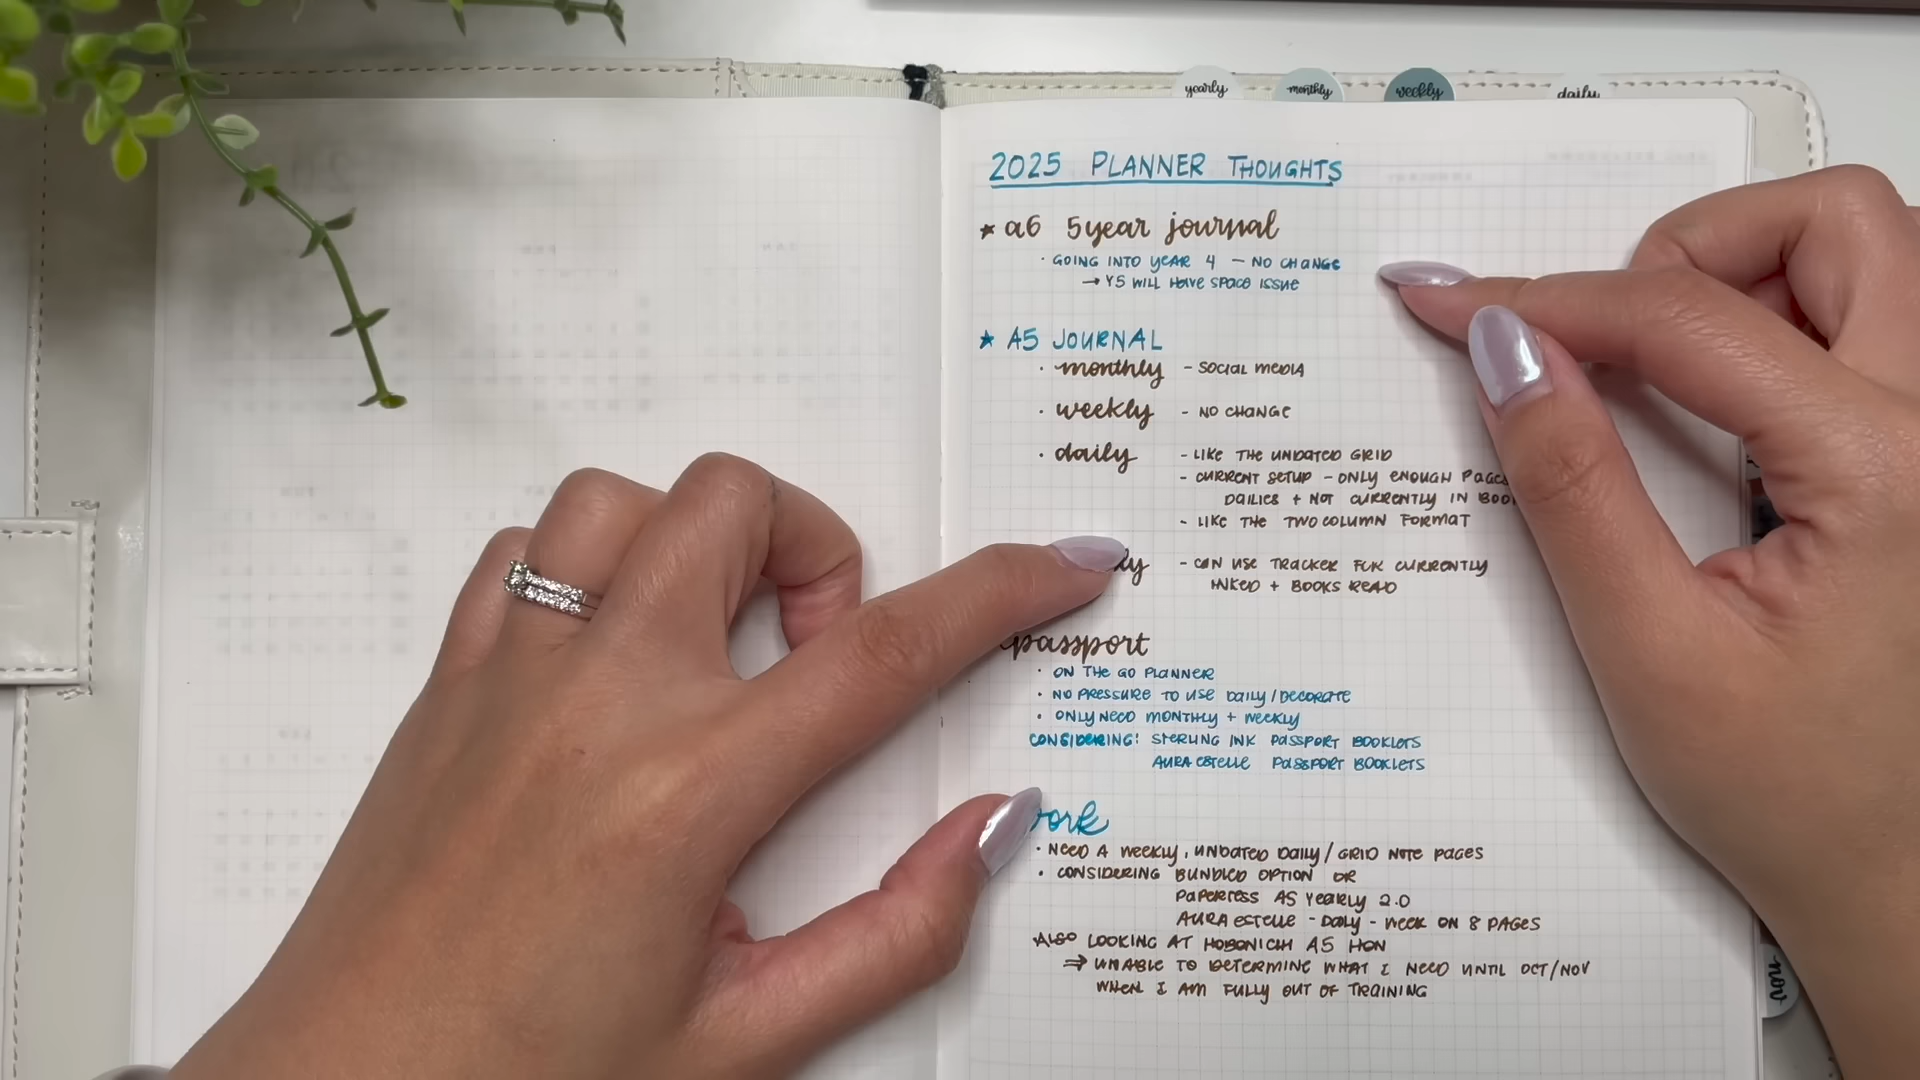 yearly monthly weekly daily
2025 PLANNER THOUGHTS
★ a6 5 year journal
· GOING INTO YEAR 4 – NO CHANGE
→ Y5 WILL HAVE SPACE ISSUE
★ A5 JOURNAL
· monthly - SOCIAL MEDIA
· weekly - NO CHANGE
· daily - LIKE THE UNDATED GRID
- CURRENT SETUP - ONLY ENOUGH PAGES
DAILIES + NOT CURRENTLY IN
- LIKE THE TWO COLUMN FORMAT
- CAN USE TRACKER FOR CURRENTLY
INKED + BOOKS READ
passport
· ON THE GO PLANNER
· NO PRESSURE TO USE DAILY/DECORATE
· ONLY NEED MONTHLY + WEEKLY
CONSIDERING: STERLING INK PASSPORT BOOKLETS
AURA ESTELLE PASSPORT BOOKLETS
work
· NEED A WEEKLY, UNDATED DAILY/GRID NOTE PAGES
· CONSIDERING BUNDLED OPTION OR
PAPERTESS A5 YEARLY 2.0
AURA ESTELLE - DAILY - WEEK ON 8 PAGES
ALSO LOOKING AT HOBONICHI A5 HON
⇒ UNABLE TO DETERMINE WHAT I NEED UNTIL OCT/NOV
WHEN I AM FULLY OUT OF TRAINING
nov